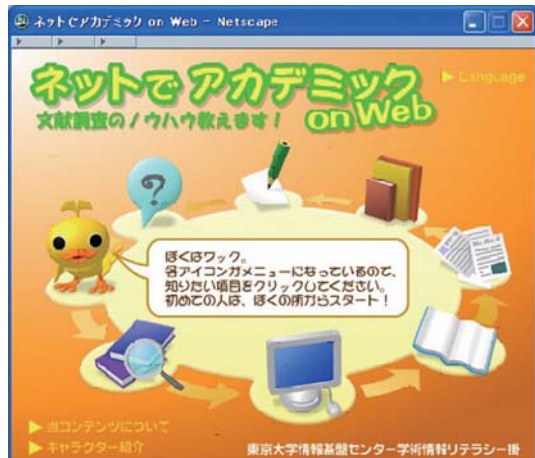 ネットでアカデミック on Web - Netscape
▶ Language
ネットで アカデミック
on Web
文献調査のノウハウ教えます!
?
ぼくはワック。
各アイコンがメニューになっているので、
知りたい項目をクリックしてください。
初めての人は、ぼくの所からスタート!
▶ 当コンテンツについて
▶ キャラクター紹介
東京大学情報基盤センター学術情報リテラシー掛